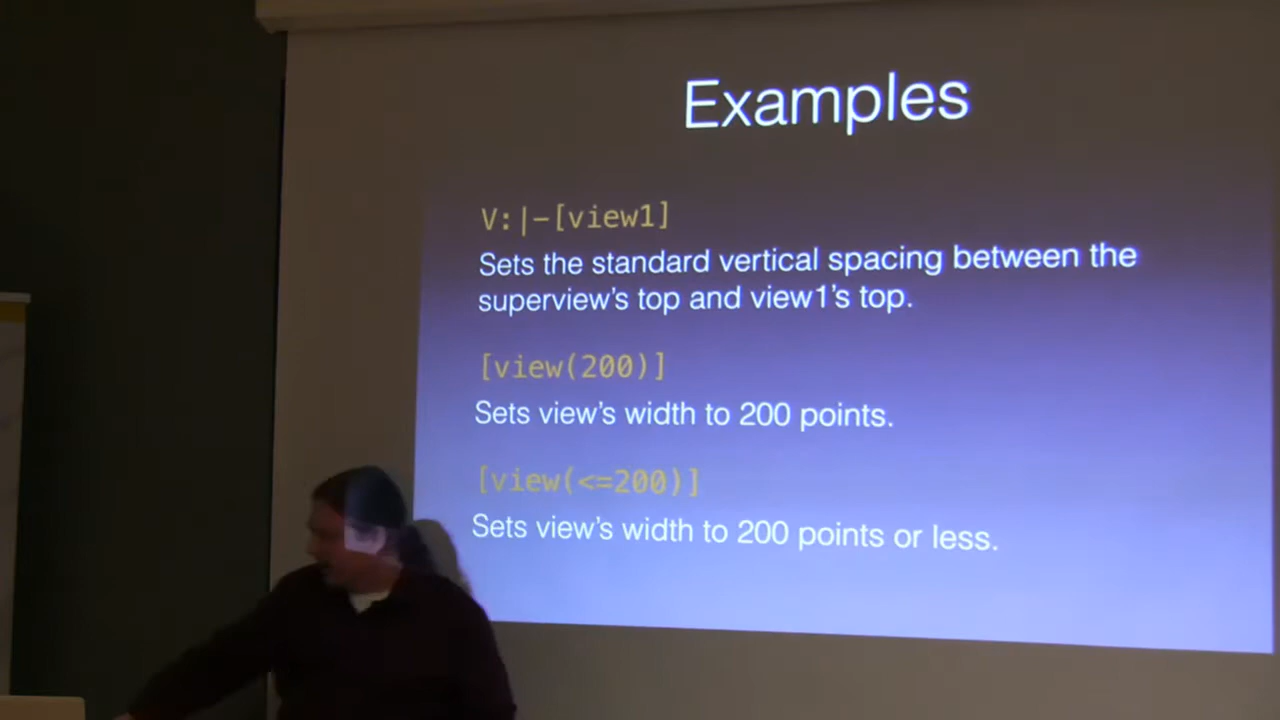 Examples
V:|-[view1]
Sets the standard vertical spacing between the
superview's top and view1's top.
[view(200)]
Sets view's width to 200 points.
[view(<=200)]
Sets view's width to 200 points or less.